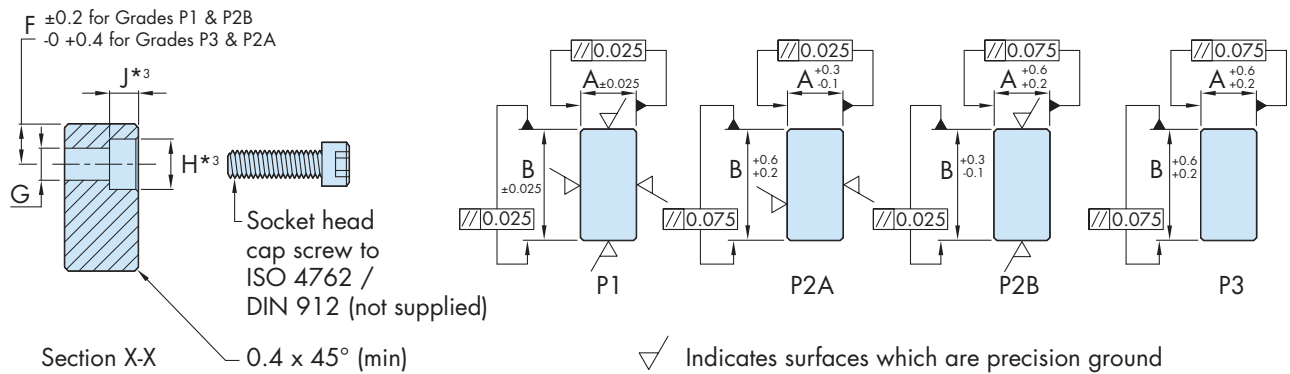 F ±0.2 for Grades P1 & P2B
-0 +0.4 for Grades P3 & P2A
J*3
H*3
G
Socket head
cap screw to
ISO 4762 /
DIN 912 (not supplied)
Section X-X
0.4 x 45° (min)
// 0.025
A ±0.025
B ±0.025
// 0.025
P1
// 0.025
A +0.3 -0.1
B +0.6 +0.2
// 0.075
P2A
// 0.075
A +0.6 +0.2
B +0.3 -0.1
// 0.025
P2B
// 0.075
A +0.6 +0.2
B +0.6 +0.2
// 0.075
P3
Indicates surfaces which are precision ground